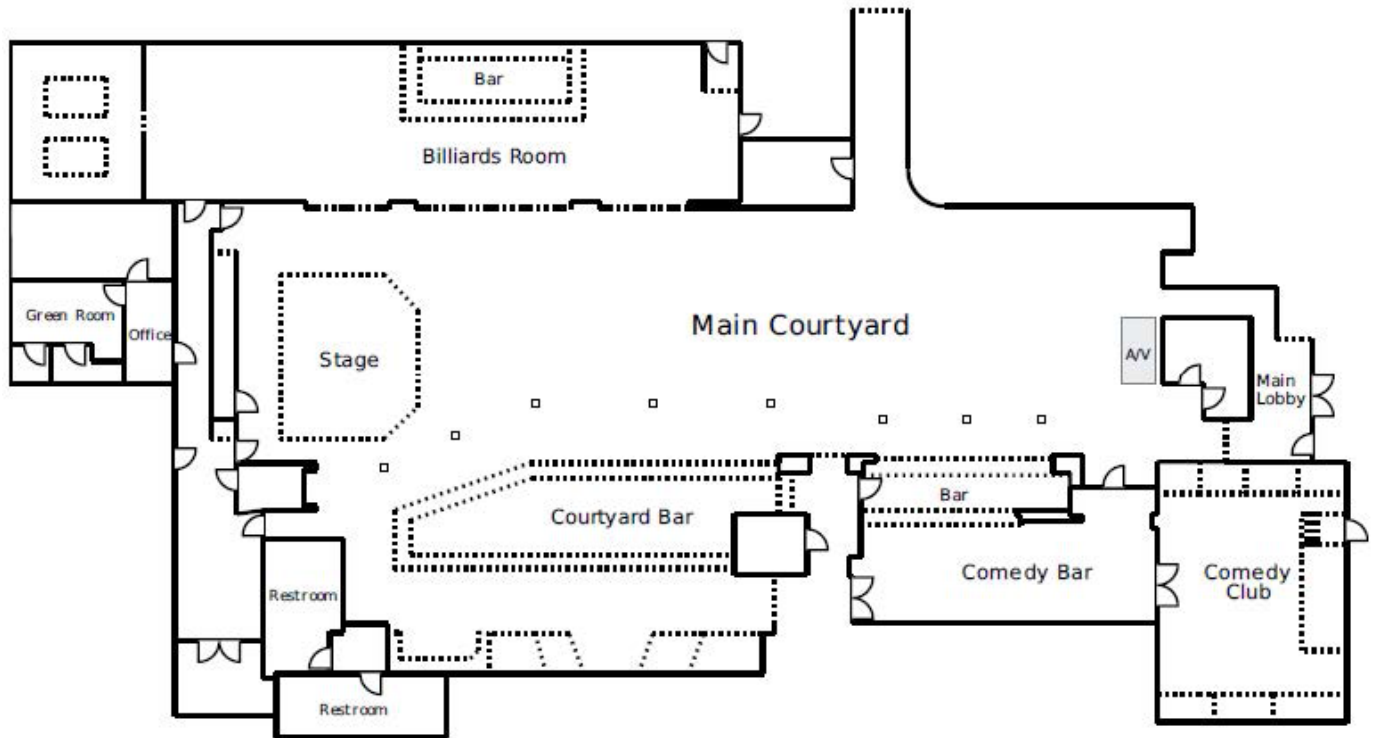 Bar
Billiards Room
Green Room
Office
Stage
Main Courtyard
A/V
Main
Lobby
Courtyard Bar
Bar
Comedy Bar
Comedy
Club
Restroom
Restroom